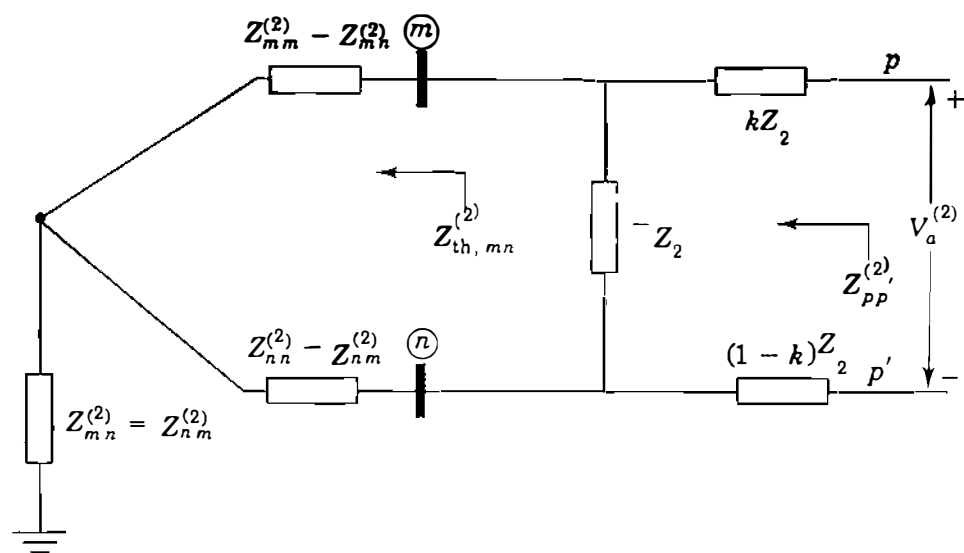 Z_{mm}^{(2)} − Z_{mn}^{(2)}
m
p
+
kZ_2
Z_{th, mn}^{(2)}
−Z_2
V_a^{(2)}
Z_{pp'}^{(2)}
Z_{nn}^{(2)} − Z_{nm}^{(2)}
n
(1 − k)Z_2
p′
−
Z_{mn}^{(2)} = Z_{nm}^{(2)}